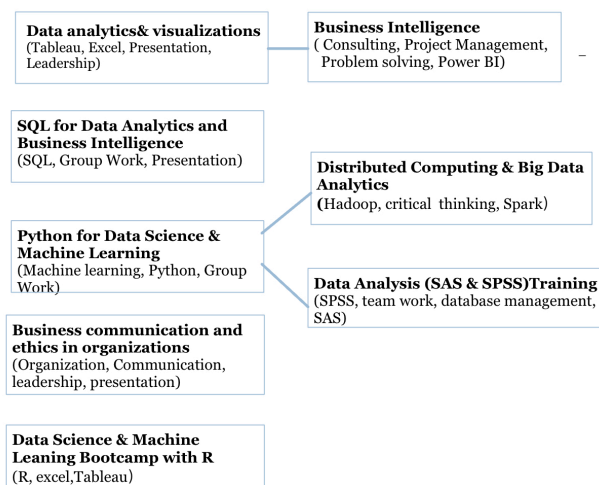 Data analytics& visualizations
(Tableau, Excel, Presentation,
Leadership)
Business Intelligence
( Consulting, Project Management,
Problem solving, Power BI)
–
SQL for Data Analytics and
Business Intelligence
(SQL, Group Work, Presentation)
Distributed Computing & Big Data
Analytics
(Hadoop, critical thinking, Spark)
Python for Data Science &
Machine Learning
(Machine learning, Python, Group
Work)
Data Analysis (SAS & SPSS)Training
(SPSS, team work, database management,
SAS)
Business communication and
ethics in organizations
(Organization, Communication,
leadership, presentation)
Data Science & Machine
Leaning Bootcamp with R
(R, excel,Tableau)